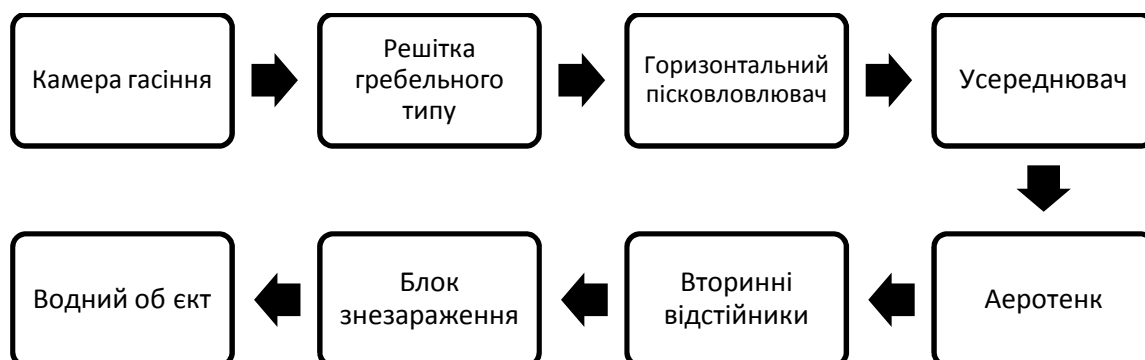 Камера гасіння
Решітка
гребельного
типу
Горизонтальний
пісковловлювач
Усереднювач
Аеротенк
Вторинні
відстійники
Блок
знезараження
Водний об єкт